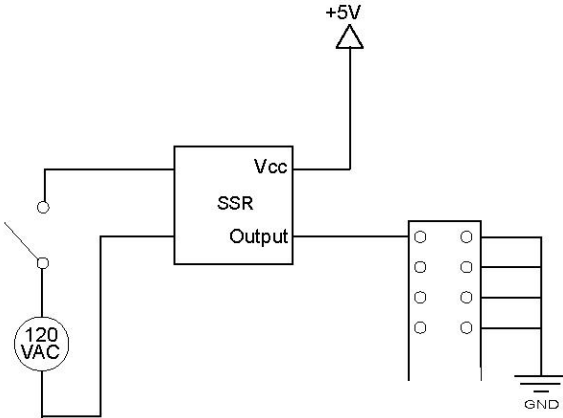 +5V
Vcc
SSR
Output
120
VAC
GND